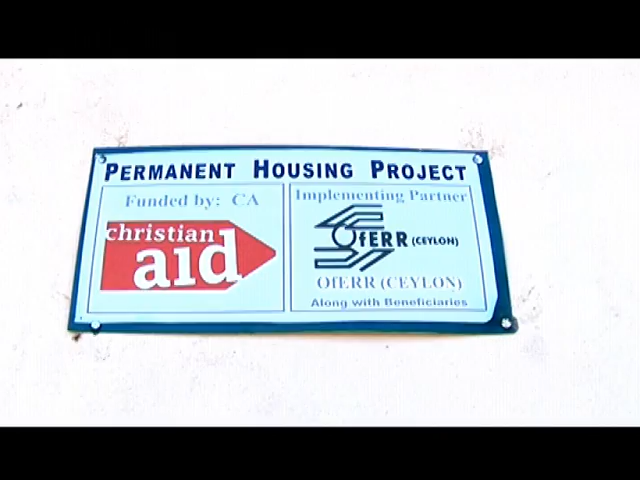 PERMANENT HOUSING PROJECT
Funded by: CA
christian
aid
Implementing Partner
OfERR (CEYLON)
OfERR (CEYLON)
Along with Beneficiaries